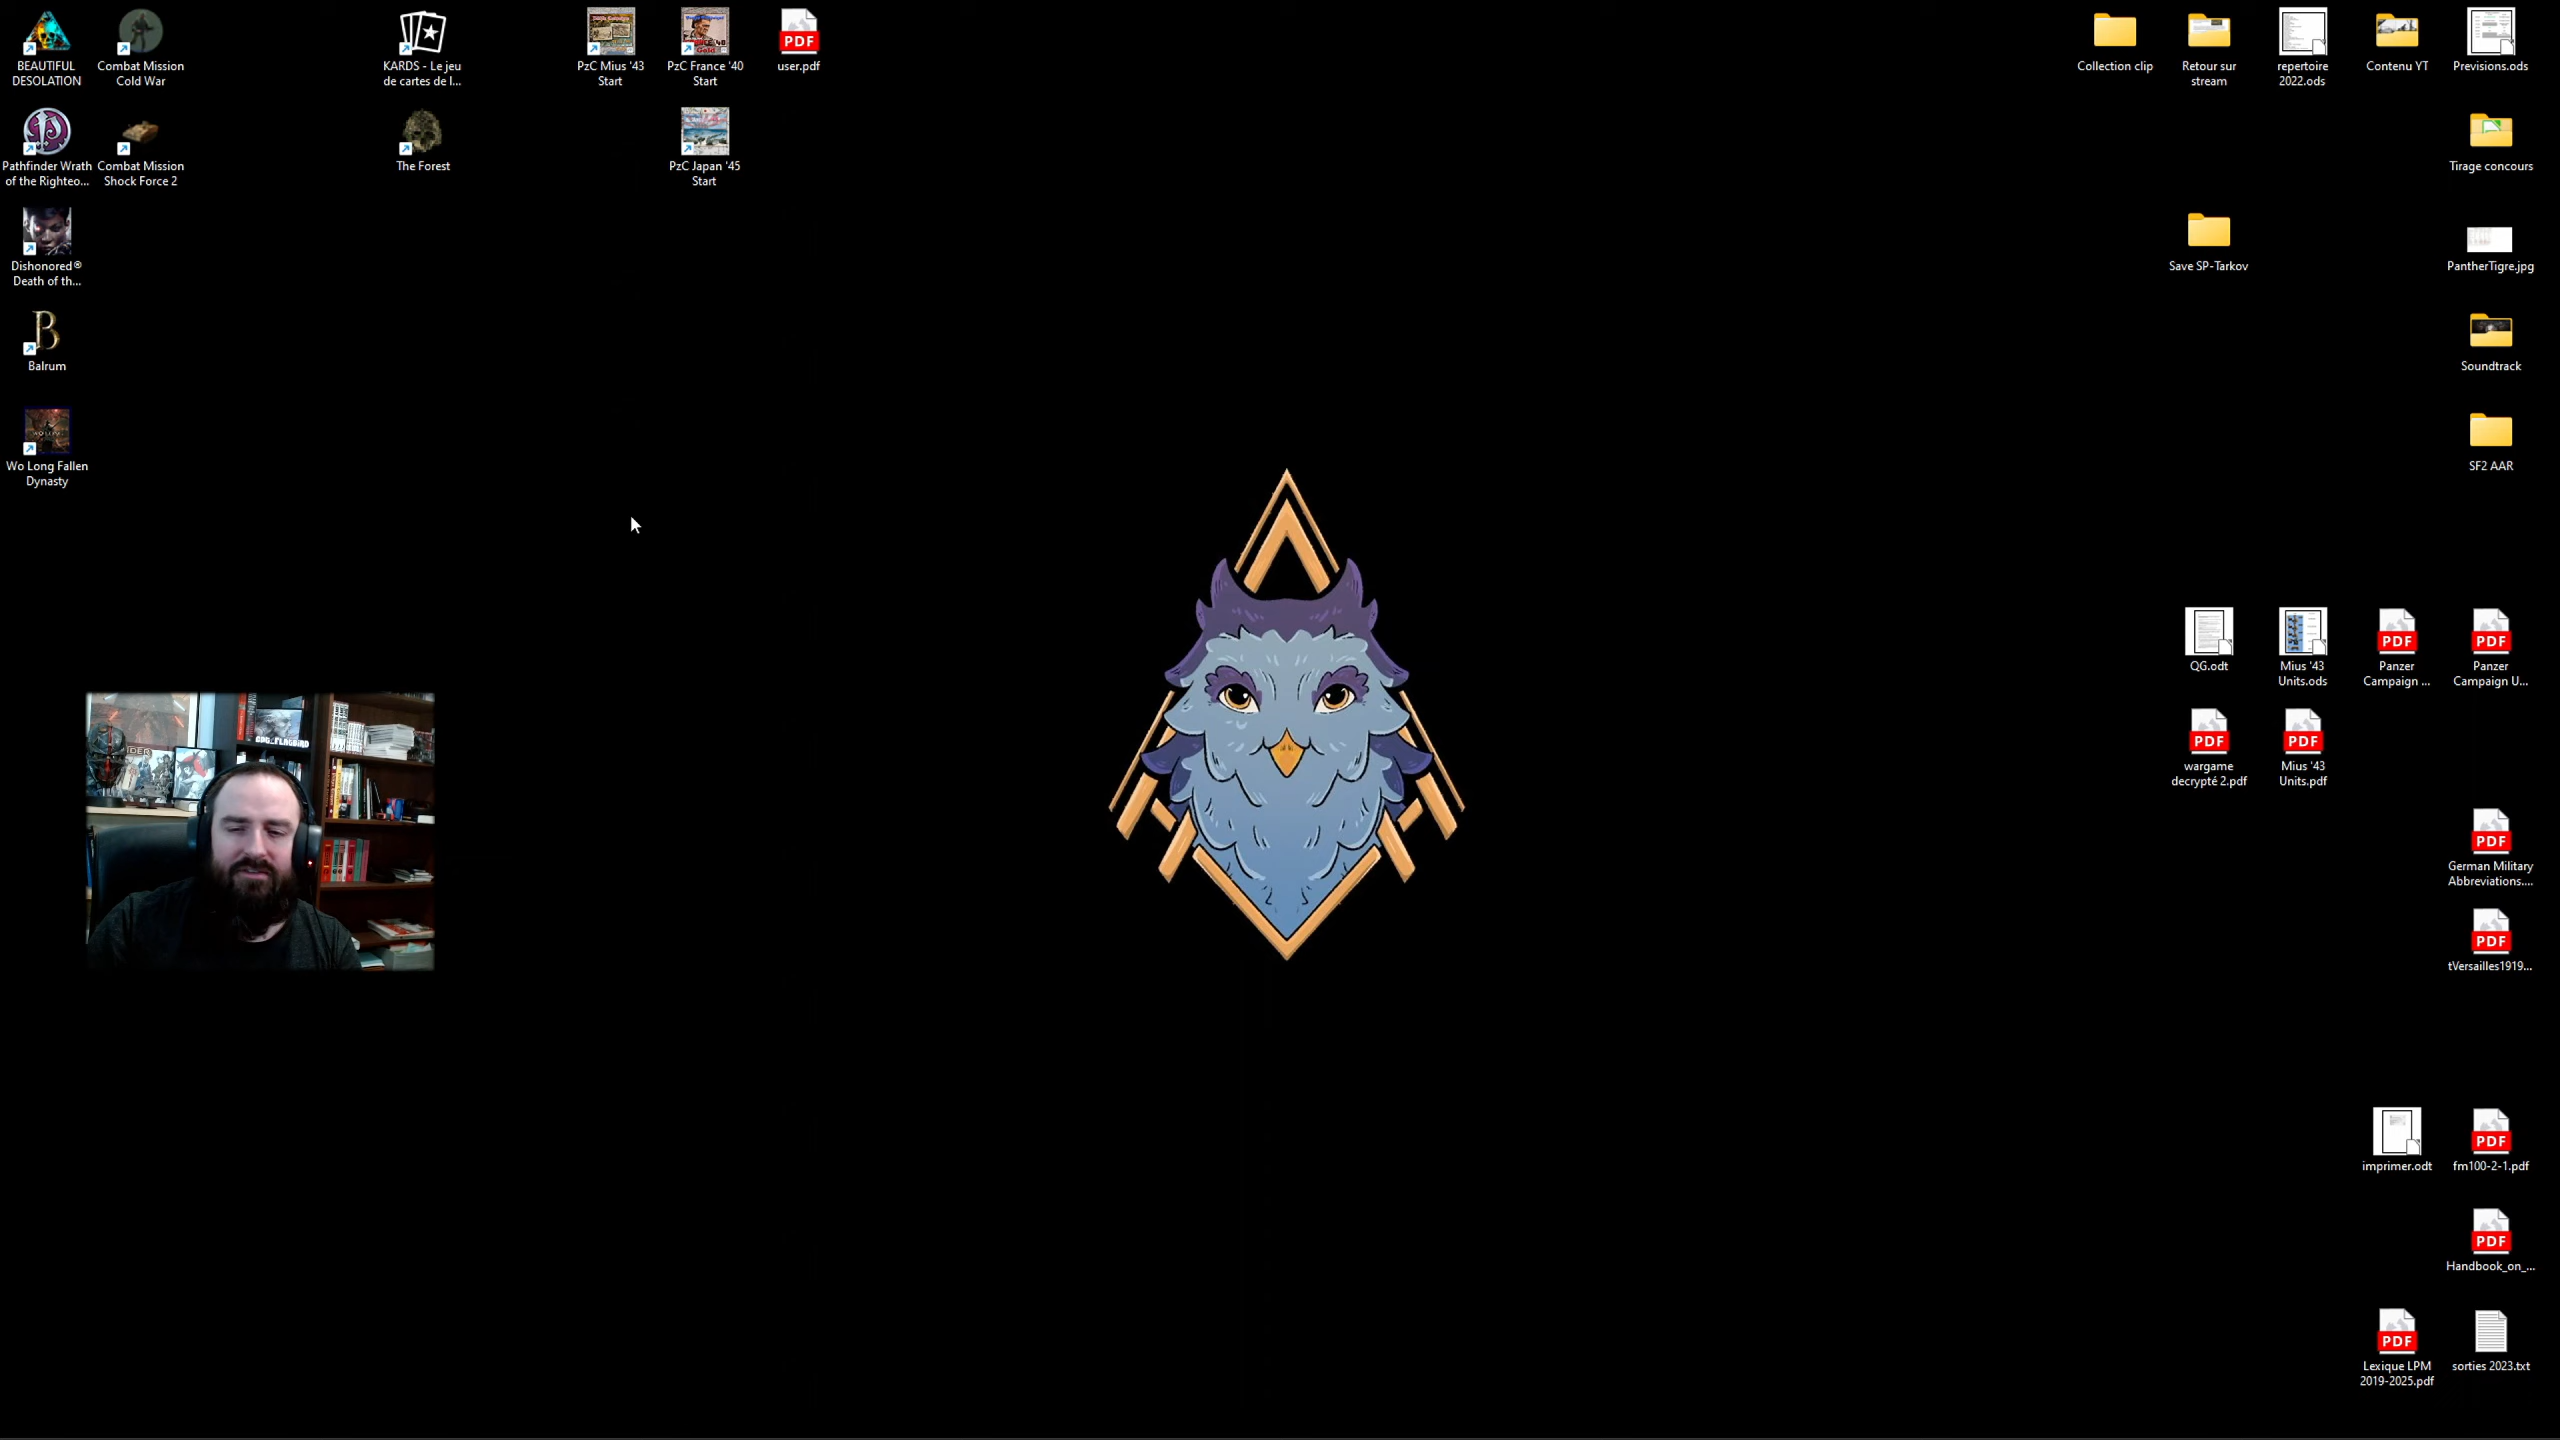 BEAUTIFUL
DESOLATION
Combat Mission
Cold War
KARDS - Le jeu
de cartes de l...
PzC Mius '43
Start
PzC France '40
Start
PDF
user.pdf
Collection clip
Retour sur
stream
repertoire
2022.ods
Contenu YT
Previsions.ods
Pathfinder Wrath
of the Righteo...
Combat Mission
Shock Force 2
The Forest
PzC Japan '45
Start
Tirage concours
Dishonored®
Death of th...
Save SP-Tarkov
PantherTigre.jpg
Balrum
Soundtrack
Wo Long Fallen
Dynasty
SF2 AAR
QG.odt
Mius '43
Units.ods
PDF
Panzer
Campaign ...
PDF
Panzer
Campaign U...
PDF
wargame
decrypté 2.pdf
PDF
Mius '43
Units.pdf
PDF
German Military
Abbreviations....
PDF
tVersailles1919...
imprimer.odt
PDF
fm100-2-1.pdf
PDF
Handbook_on_...
PDF
Lexique LPM
2019-2025.pdf
sorties 2023.txt